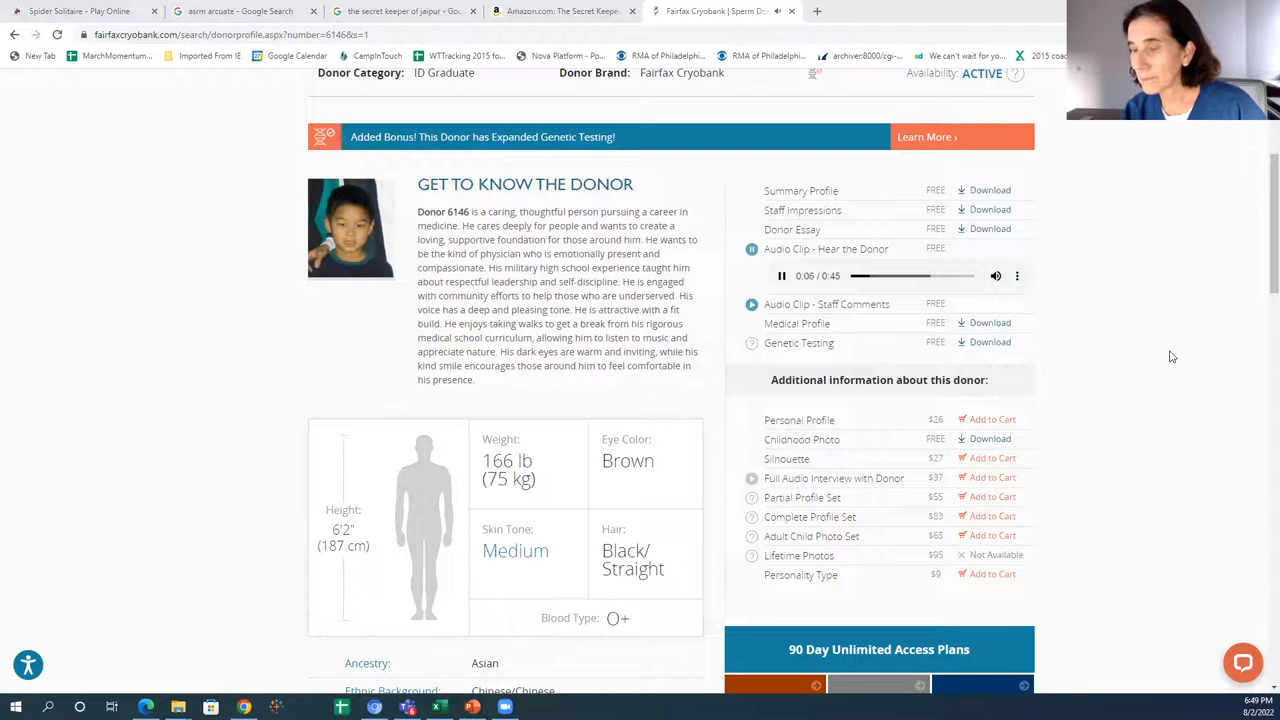 Spider Solitaire - Play Online
asrm arcuate - Google Search
the secret keeper of jaipur - Go
Amazon.com: The Secret Keepe
Fairfax Cryobank | Sperm Do
fairfaxcryobank.com/search/donorprofile.aspx?number=6146&s=1
New Tab
MarchMomentum...
Imported From IE
Google Calendar
CampInTouch
WTTracking 2015 fo...
Nova Platform - Po...
RMA of Philadelphi...
RMA of Philadelphi...
archiver:8000/cgi-...
We can't wait for yo...
2015 coac
Donor Category: ID Graduate
Donor Brand: Fairfax Cryobank
Availability: ACTIVE ?
Added Bonus! This Donor has Expanded Genetic Testing!
Learn More ›
GET TO KNOW THE DONOR
Donor 6146 is a caring, thoughtful person pursuing a career in
medicine. He cares deeply for people and wants to create a
loving, supportive foundation for those around him. He wants to
be the kind of physician who is emotionally present and
compassionate. His military high school experience taught him
about respectful leadership and self-discipline. He is engaged
with community efforts to help those who are underserved. His
voice has a deep and pleasing tone. He is attractive with a fit
build. He enjoys taking walks to get a break from his rigorous
medical school curriculum, allowing him to listen to music and
appreciate nature. His dark eyes are warm and inviting, while his
kind smile encourages those around him to feel comfortable in
his presence.
Summary Profile FREE Download
Staff Impressions FREE Download
Donor Essay FREE Download
Audio Clip - Hear the Donor FREE
0:06 / 0:45
Audio Clip - Staff Comments FREE
Medical Profile FREE Download
? Genetic Testing FREE Download
Additional information about this donor:
Personal Profile $26 Add to Cart
Childhood Photo FREE Download
Silhouette $27 Add to Cart
Full Audio Interview with Donor $37 Add to Cart
? Partial Profile Set $55 Add to Cart
? Complete Profile Set $83 Add to Cart
? Adult Child Photo Set $65 Add to Cart
? Lifetime Photos $95 × Not Available
Personality Type $9 Add to Cart
90 Day Unlimited Access Plans
Height:
6'2"
(187 cm)
Weight:
166 lb
(75 kg)
Eye Color:
Brown
Skin Tone:
Medium
Hair:
Black/
Straight
Blood Type: O+
Ancestry: Asian
Ethnic Background: Chinese/Chinese
6:49 PM
8/2/2022